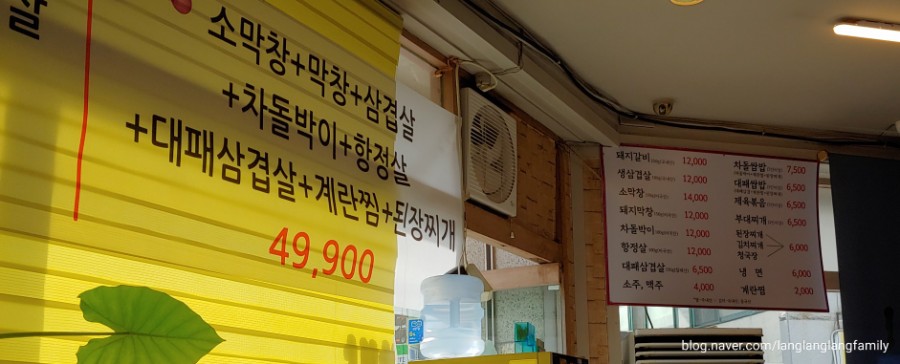 살
소막창+막창+삼겹살
+차돌박이+항정살
+대패삼겹살+계란찜+된장찌개
49,900
돼지갈비 12,000
생삼겹살 12,000
소막창 14,000
돼지막창 12,000
차돌박이 12,000
항정살 12,000
대패삼겹살 6,500
소주, 맥주 4,000
차돌쌈밥 7,500
대패쌈밥 6,500
제육볶음 6,500
부대찌개 6,500
된장찌개
김치찌개 6,000
청국장
냉 면 6,000
계란찜 2,000
blog.naver.com/langlanglangfamily